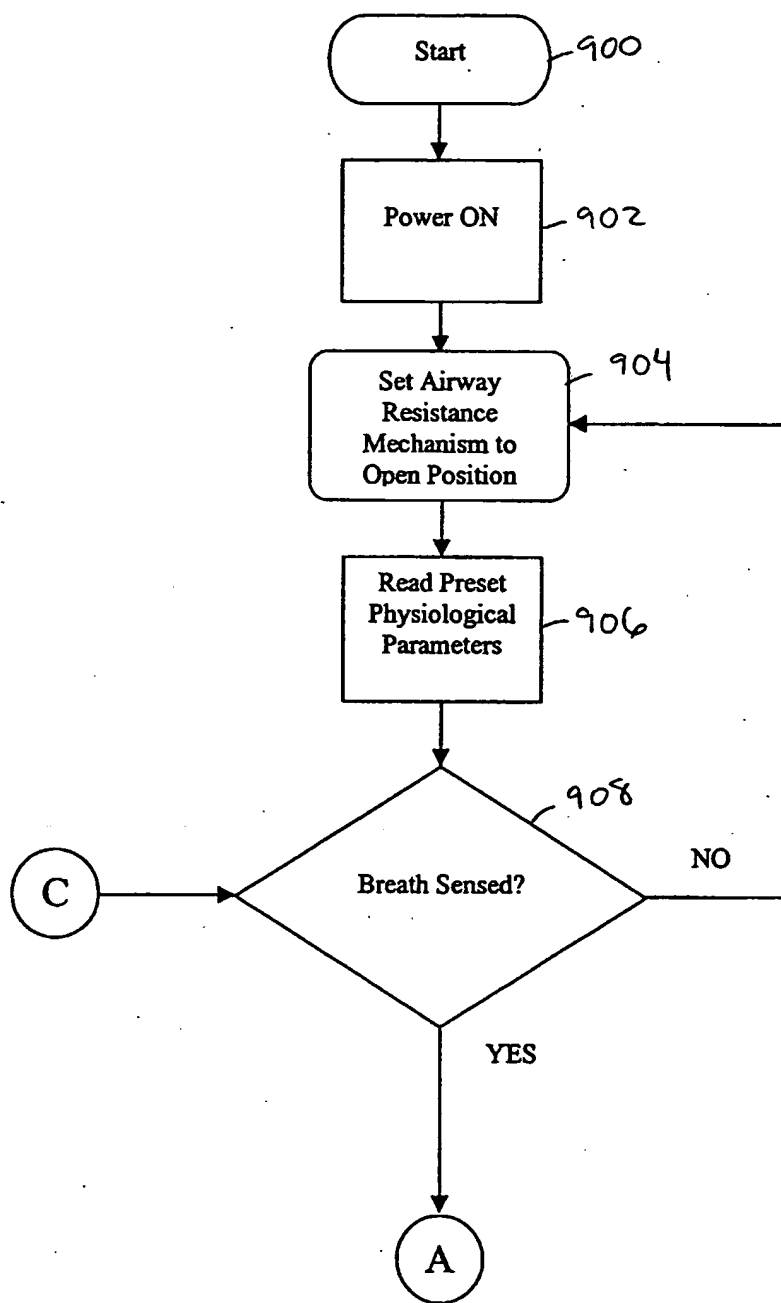 Start
900
Power ON
902
Set Airway
Resistance
Mechanism to
Open Position
904
Read Preset
Physiological
Parameters
906
908
C
Breath Sensed?
NO
YES
A